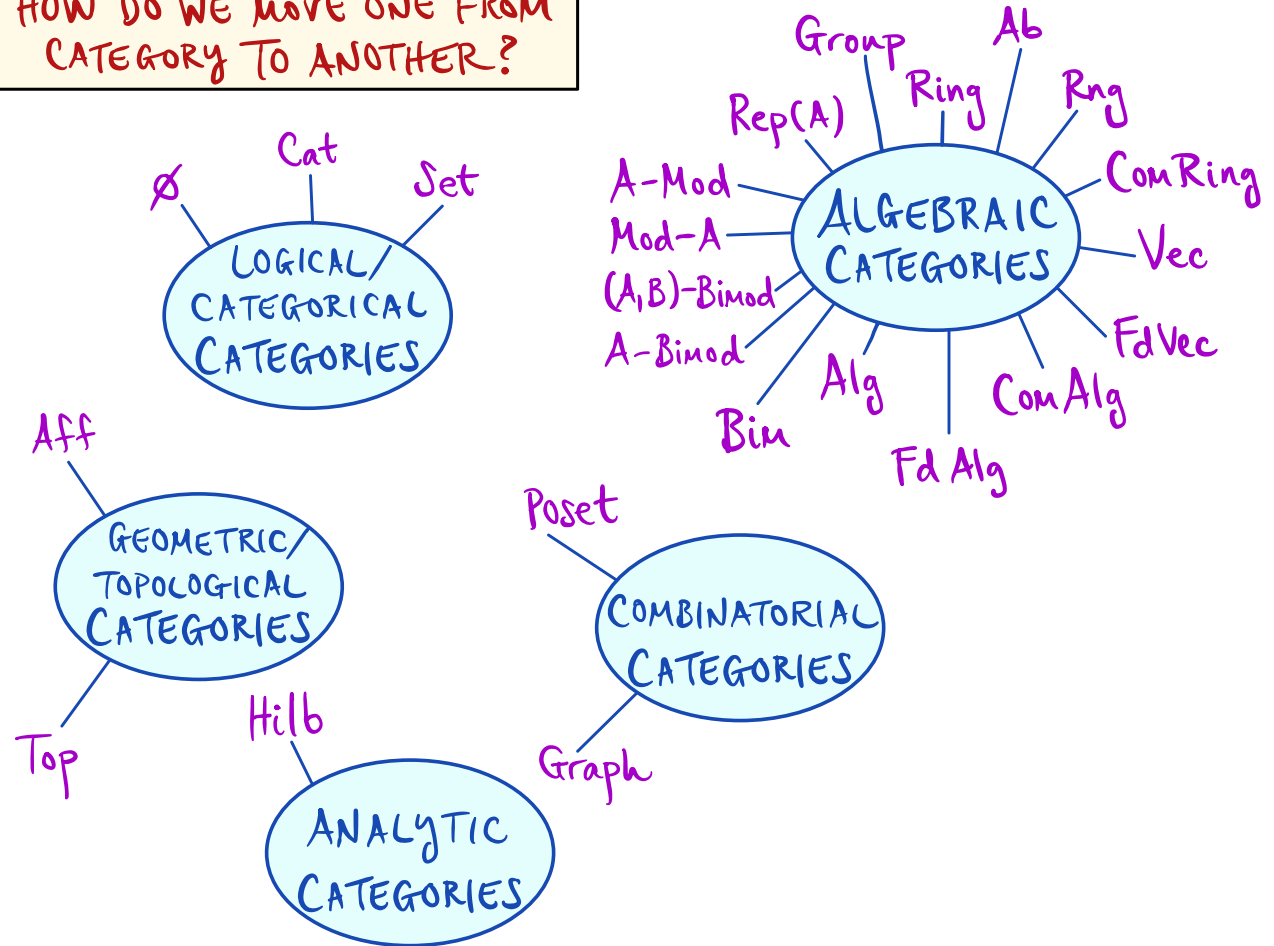 HOW DO WE MOVE ONE FROM
CATEGORY TO ANOTHER?
Ø
Cat
Set
LOGICAL/
CATEGORICAL
CATEGORIES
Group
Ab
Rep(A)
Ring
Rng
A-Mod
ComRing
Mod-A
Vec
(A,B)-Bimod
FdVec
A-Bimod
Alg
ComAlg
Bim
Fd Alg
ALGEBRAIC
CATEGORIES
Aff
GEOMETRIC/
TOPOLOGICAL
CATEGORIES
Top
Poset
COMBINATORIAL
CATEGORIES
Graph
Hilb
ANALYTIC
CATEGORIES